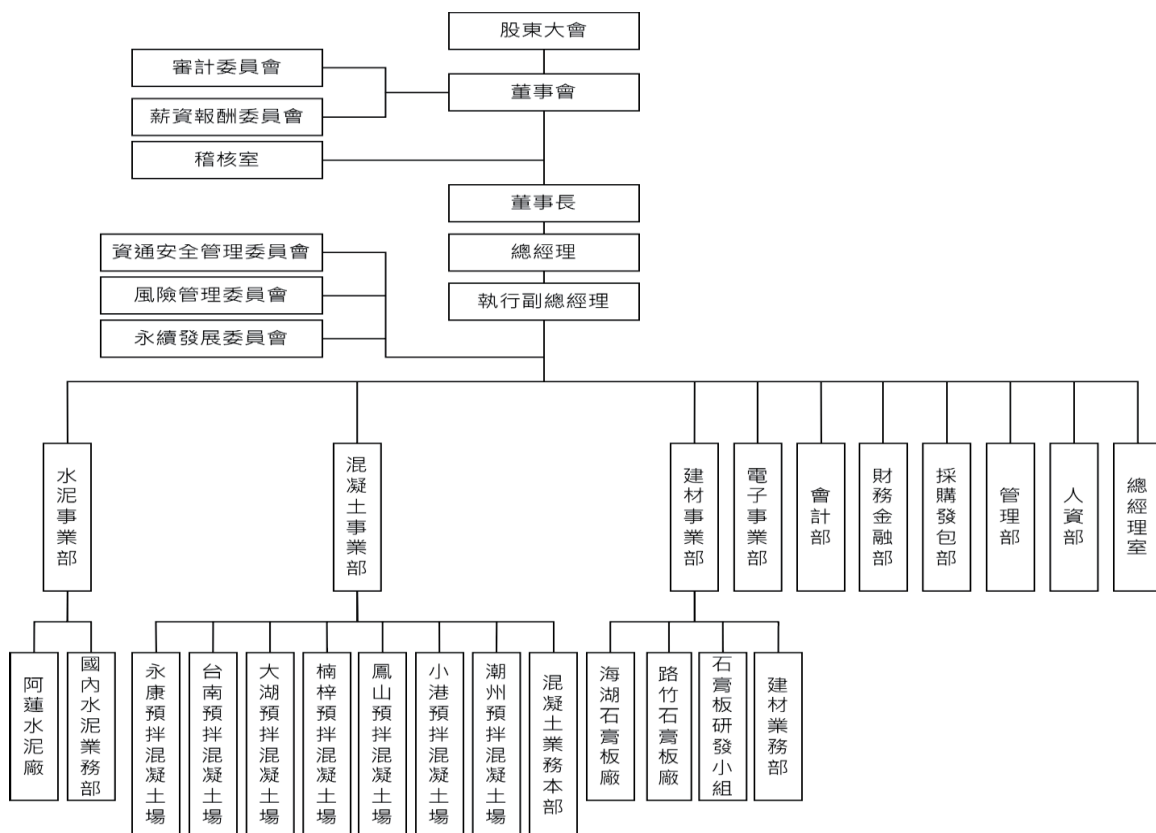 股東大會
審計委員會
董事會
薪資報酬委員會
稽核室
董事長
資通安全管理委員會
總經理
風險管理委員會
執行副總經理
永續發展委員會
水泥事業部
混凝土事業部
建材事業部
電子事業部
會計部
財務金融部
採購發包部
管理部
人資部
總經理室
阿蓮水泥廠
國內水泥業務部
永康預拌混凝土場
台南預拌混凝土場
大湖預拌混凝土場
楠梓預拌混凝土場
鳳山預拌混凝土場
小港預拌混凝土場
潮州預拌混凝土場
混凝土業務本部
海湖石膏板廠
路竹石膏板廠
石膏板研發小組
建材業務部